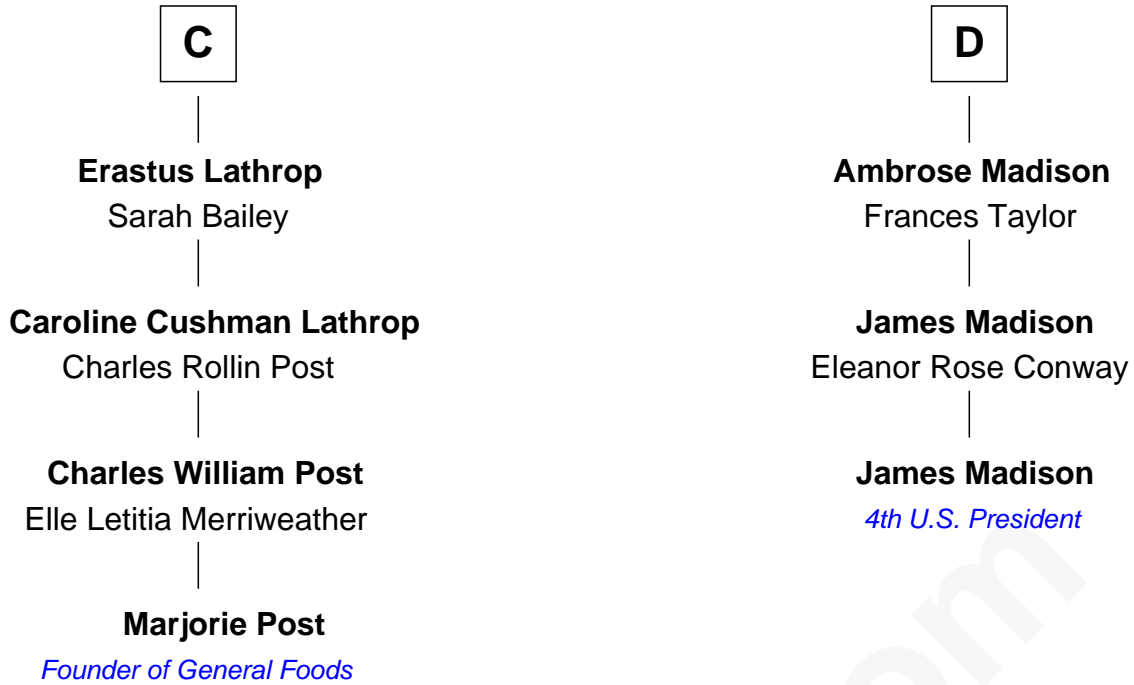 C
Erastus Lathrop
Sarah Bailey
Caroline Cushman Lathrop
Charles Rollin Post
Charles William Post
Elle Letitia Merriweather
Marjorie Post
Founder of General Foods
D
Ambrose Madison
Frances Taylor
James Madison
Eleanor Rose Conway
James Madison
4th U.S. President
om